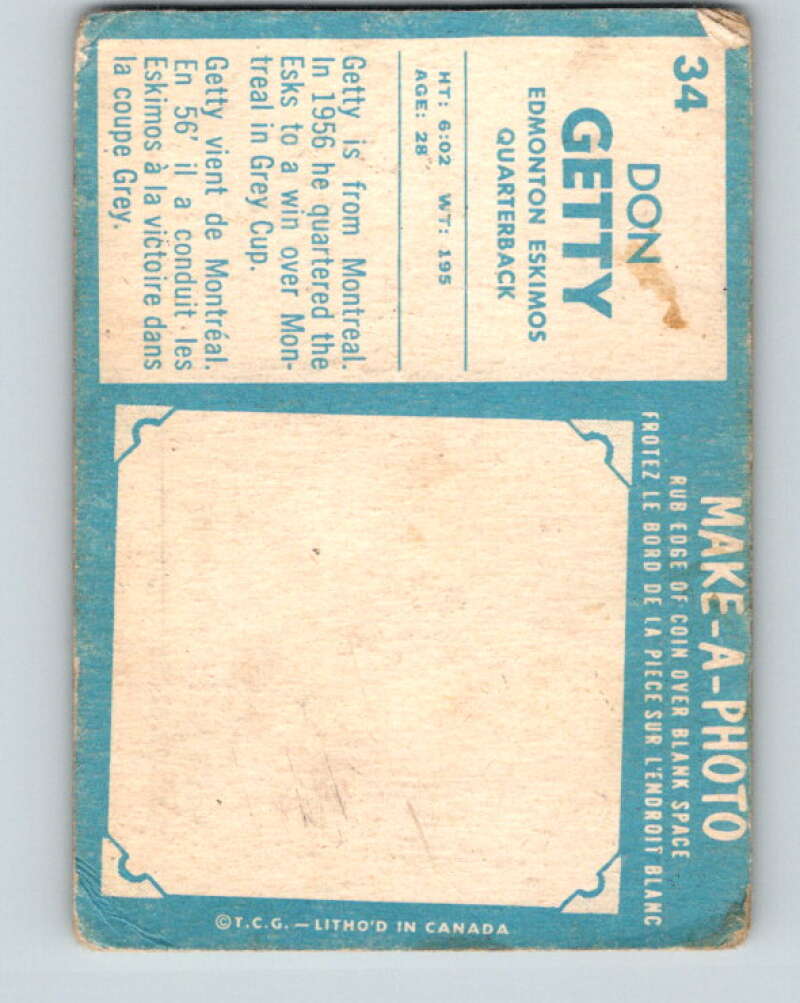 34
DON
GETTY
EDMONTON ESKIMOS
QUARTERBACK
HT: 6:02 WT: 195
AGE: 28
Getty is from Montreal.
In 1956 he quartered the
Esks to a win over Mon-
treal in Grey Cup.
Getty vient de Montréal.
En 56' il a conduit les
Eskimos à la victoire dans
la coupe Grey.
MAKE-A-PHOTO
RUB EDGE OF COIN OVER BLANK SPACE
FROTEZ LE BORD DE LA PIECE SUR L'ENDROIT BLANC
©T.C.G.—LITHO'D IN CANADA